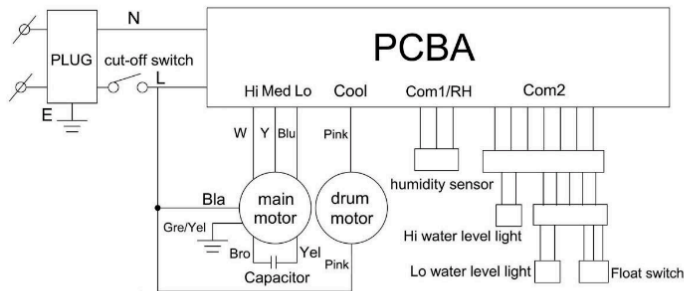 N
PCBA
PLUG
cut-off switch
L
E
Hi Med Lo Cool Com1/RH Com2
W Y Blu Pink
humidity sensor
Bla
main motor
drum motor
Gre/Yel
Hi water level light
Bro
Yel
Pink
Capacitor
Lo water level light
Float switch